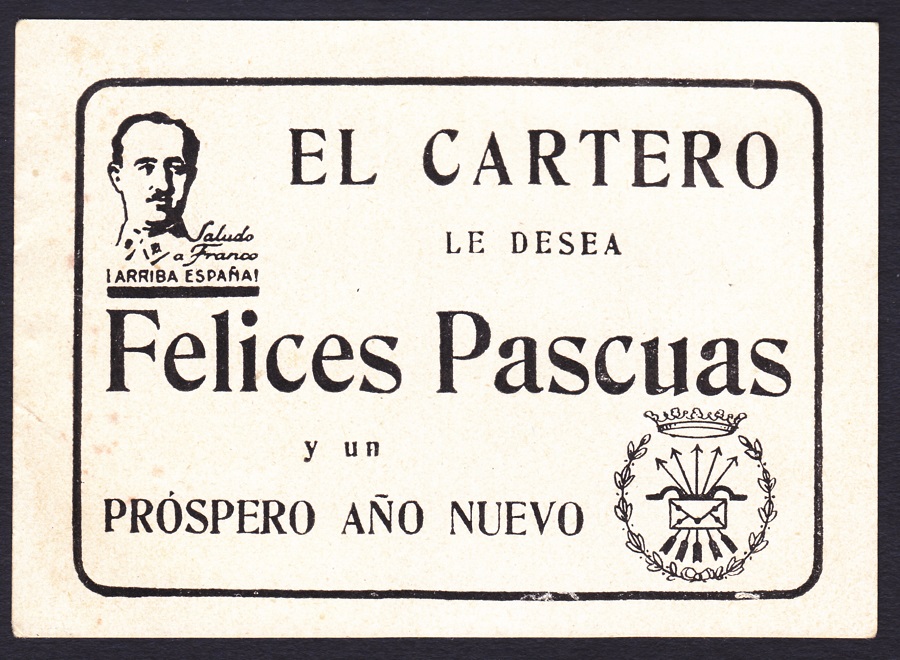 EL CARTERO
Saludo
a Franco
¡ARRIBA ESPAÑA!
LE DESEA
Felices Pascuas
y un
PRÓSPERO AÑO NUEVO